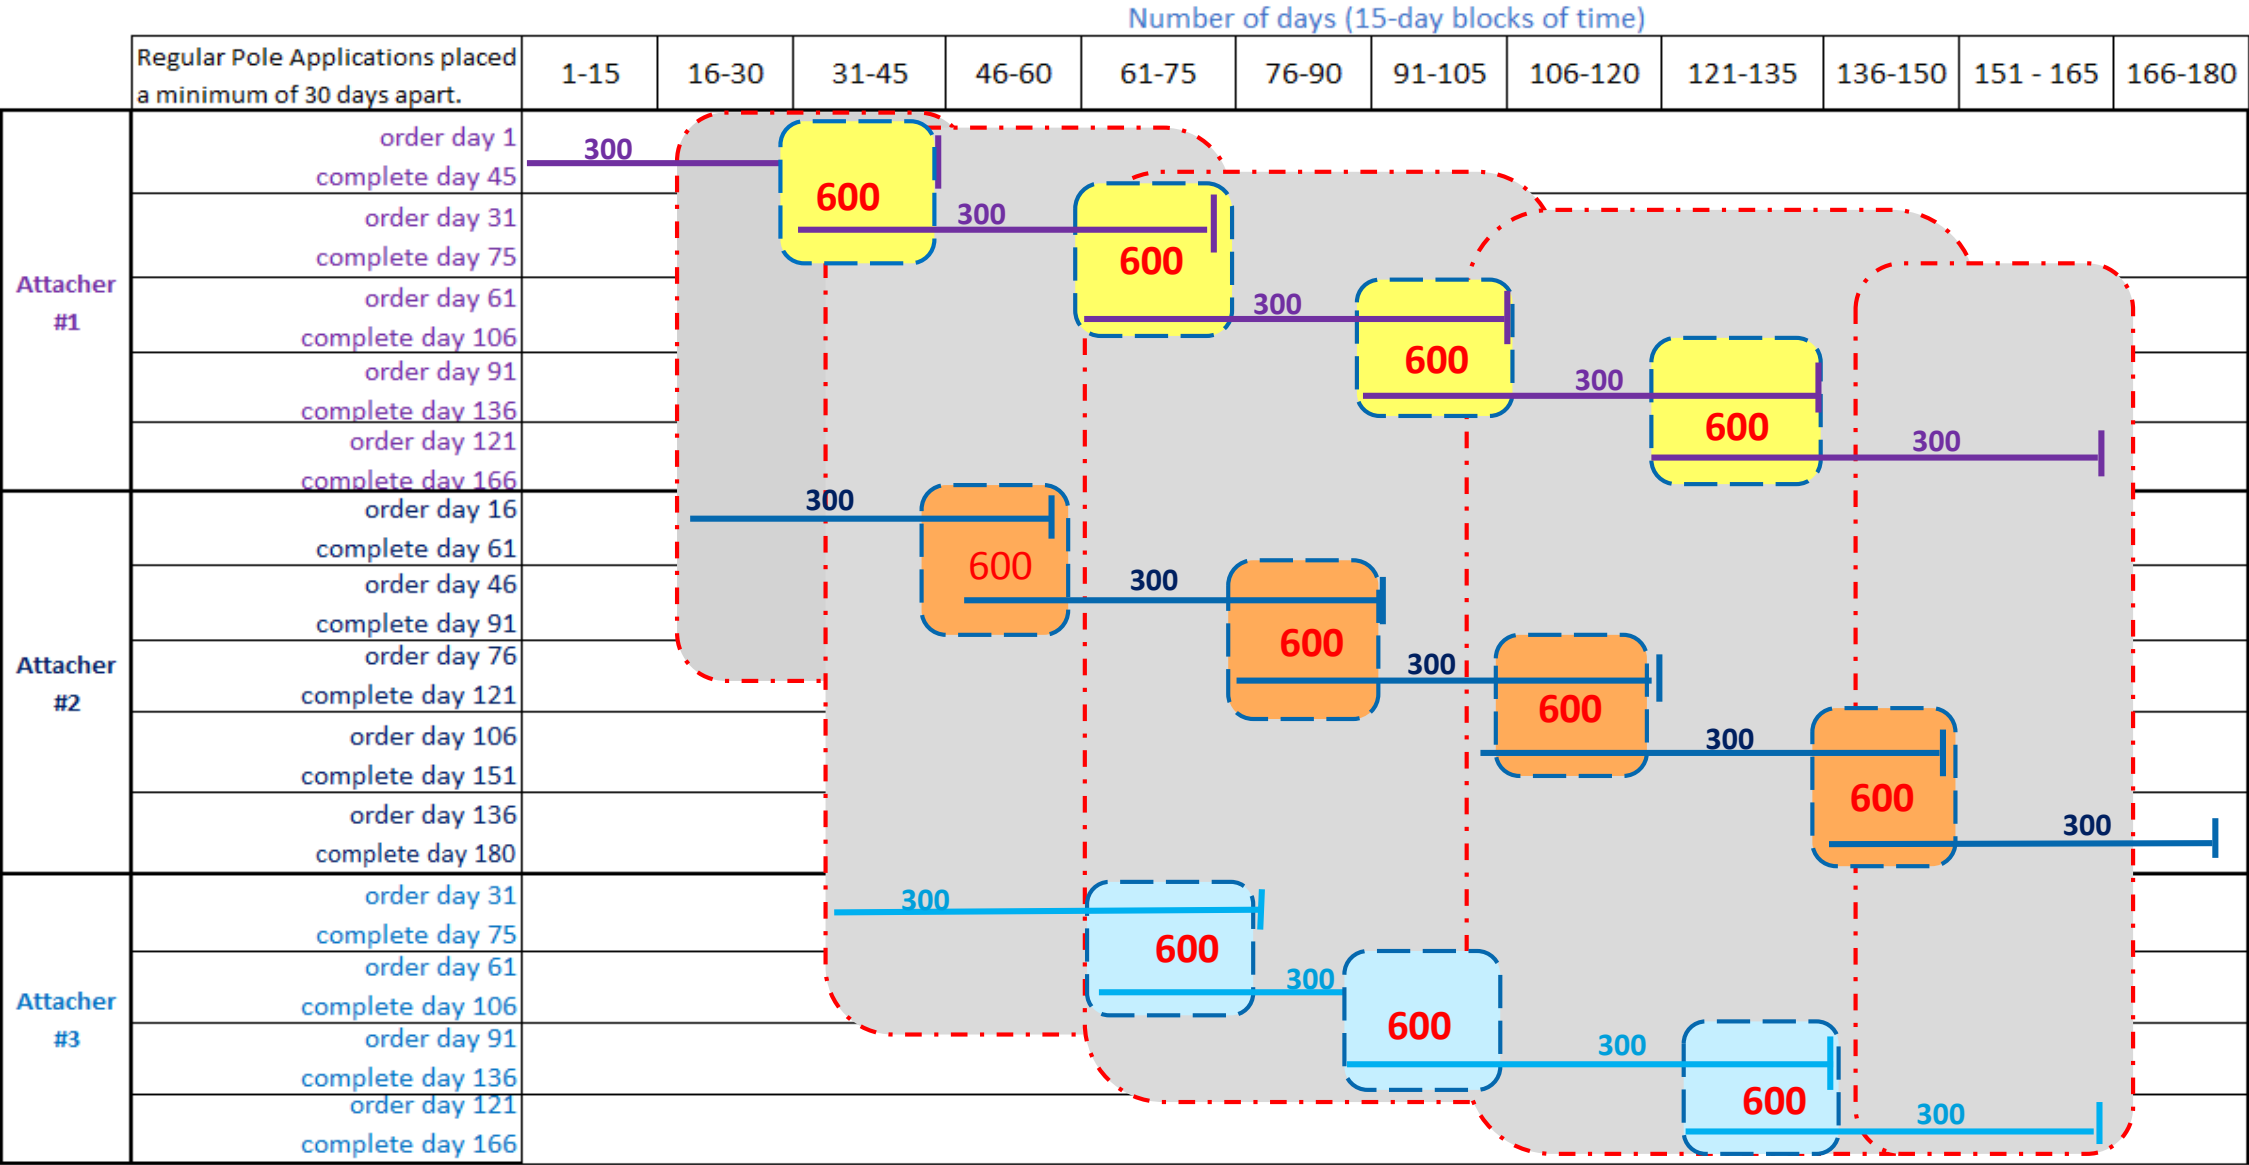 Number of days (15-day blocks of time)
Regular Pole Applications placed
a minimum of 30 days apart.
1-15
16-30
31-45
46-60
61-75
76-90
91-105
106-120
121-135
136-150
151 - 165
166-180
Attacher
#1
order day 1
complete day 45
300
600
order day 31
complete day 75
300
600
order day 61
complete day 106
300
600
order day 91
complete day 136
300
600
order day 121
complete day 166
300
Attacher
#2
order day 16
complete day 61
300
600
order day 46
complete day 91
300
600
order day 76
complete day 121
300
600
order day 106
complete day 151
300
600
order day 136
complete day 180
300
Attacher
#3
order day 31
complete day 75
300
600
order day 61
complete day 106
300
600
order day 91
complete day 136
300
600
order day 121
complete day 166
300